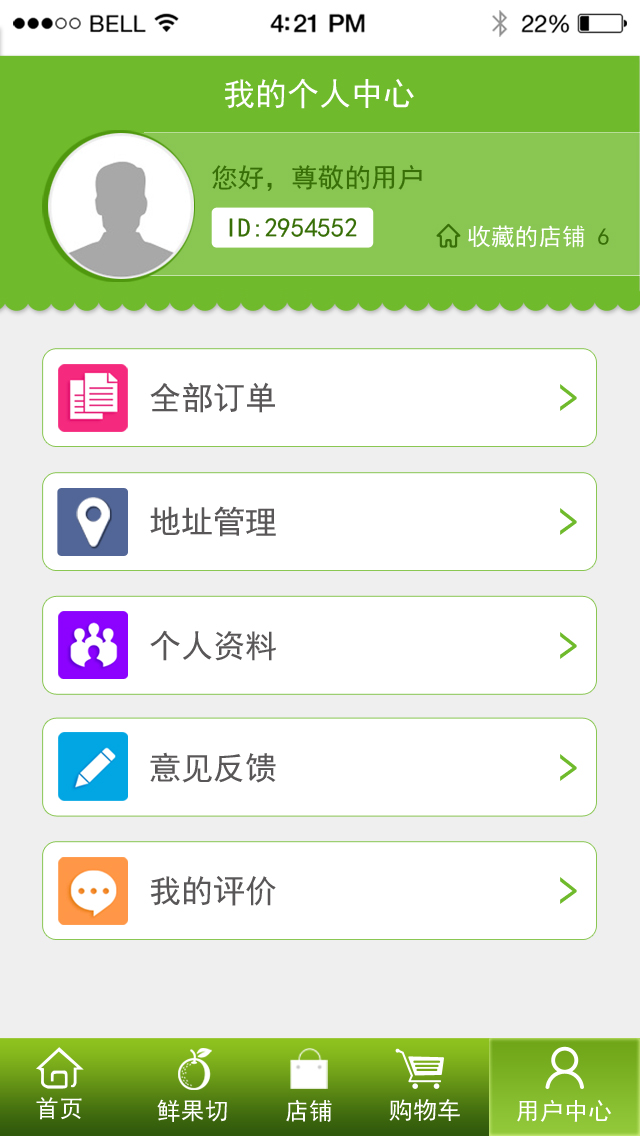 BELL 4:21 PM 22%
我的个人中心
您好，尊敬的用户
ID:2954552
收藏的店铺 6
全部订单
地址管理
个人资料
意见反馈
我的评价
首页 鲜果切 店铺 购物车 用户中心